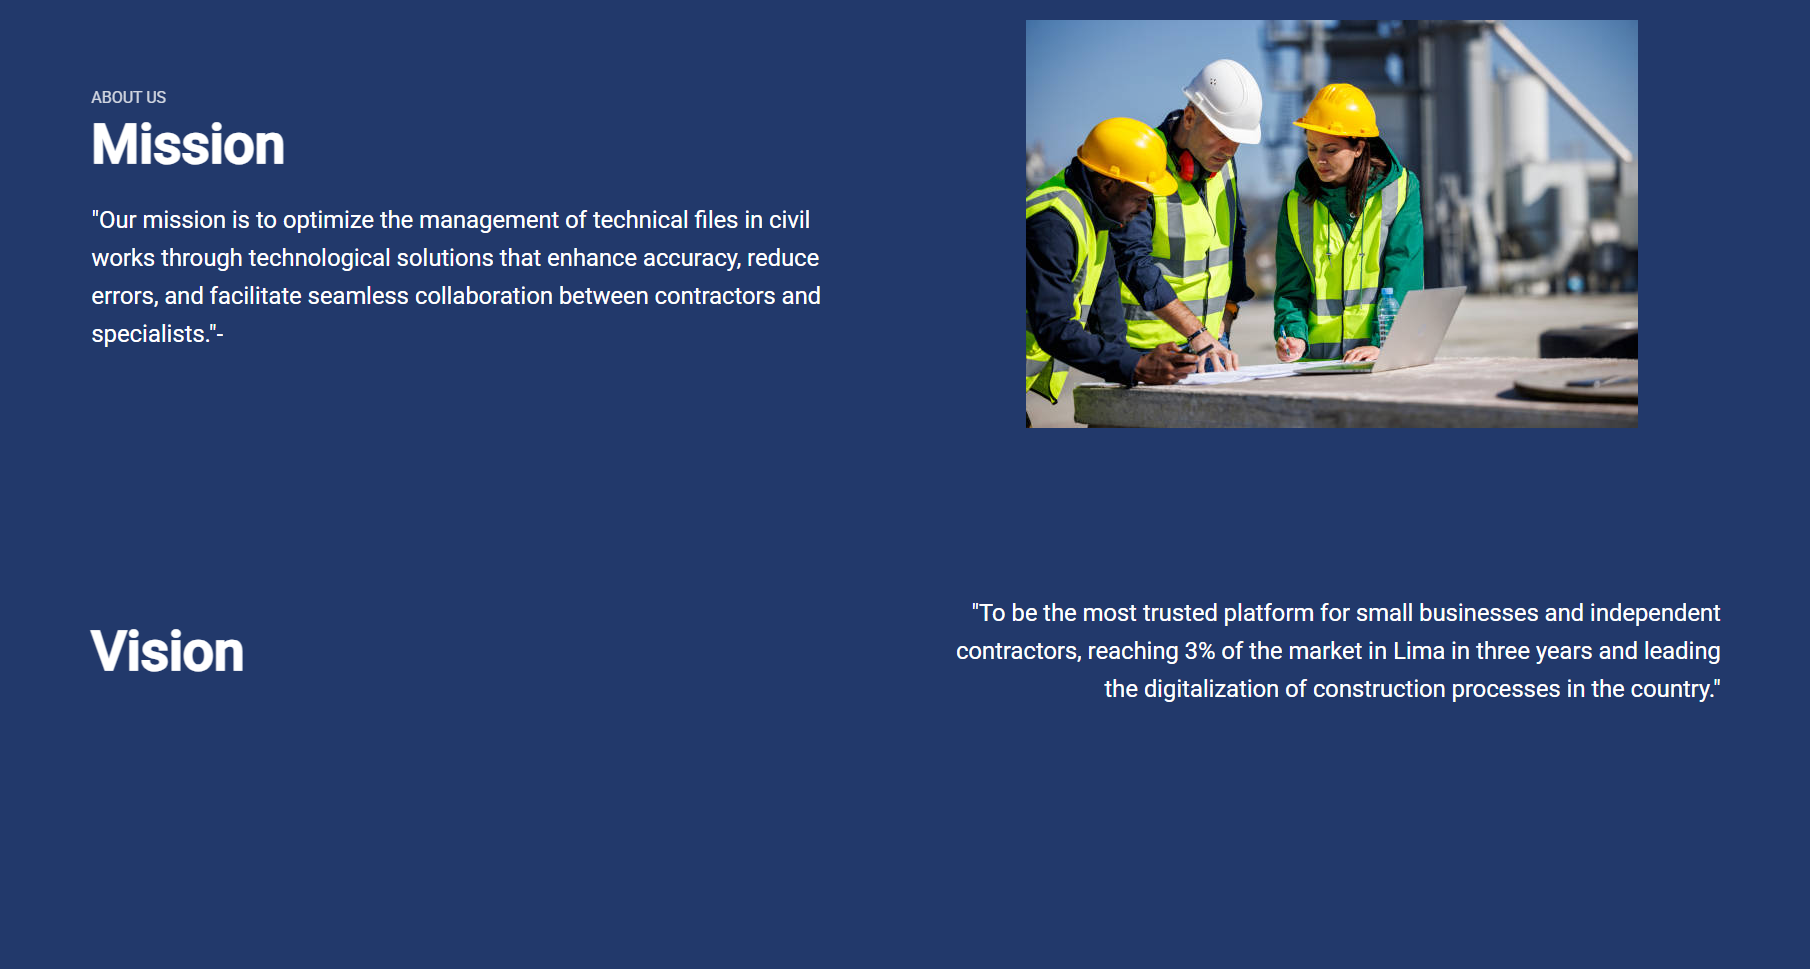 ABOUT US
Mission
"Our mission is to optimize the management of technical files in civil
works through technological solutions that enhance accuracy, reduce
errors, and facilitate seamless collaboration between contractors and
specialists."-
Vision
"To be the most trusted platform for small businesses and independent
contractors, reaching 3% of the market in Lima in three years and leading
the digitalization of construction processes in the country."